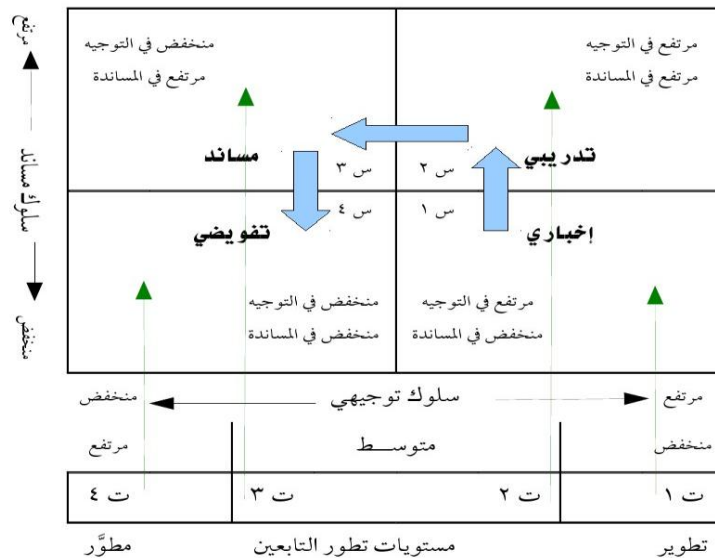 مرتفع في التوجيه
مرتفع في المساندة
تدريبي
س ٢
منخفض في التوجيه
مرتفع في المساندة
س ٣
مساند
إخباري
س ١
مرتفع في التوجيه
منخفض في المساندة
س ٤
تفويضي
منخفض في التوجيه
منخفض في المساندة
مرتفع
سلوك مساند
منخفض
مرتفع
سلوك توجيهي
منخفض
منخفض
متوســط
مرتفع
ت ١
ت ٢
ت ٣
ت ٤
تطوير
مستويات تطور التابعين
مطوَّر